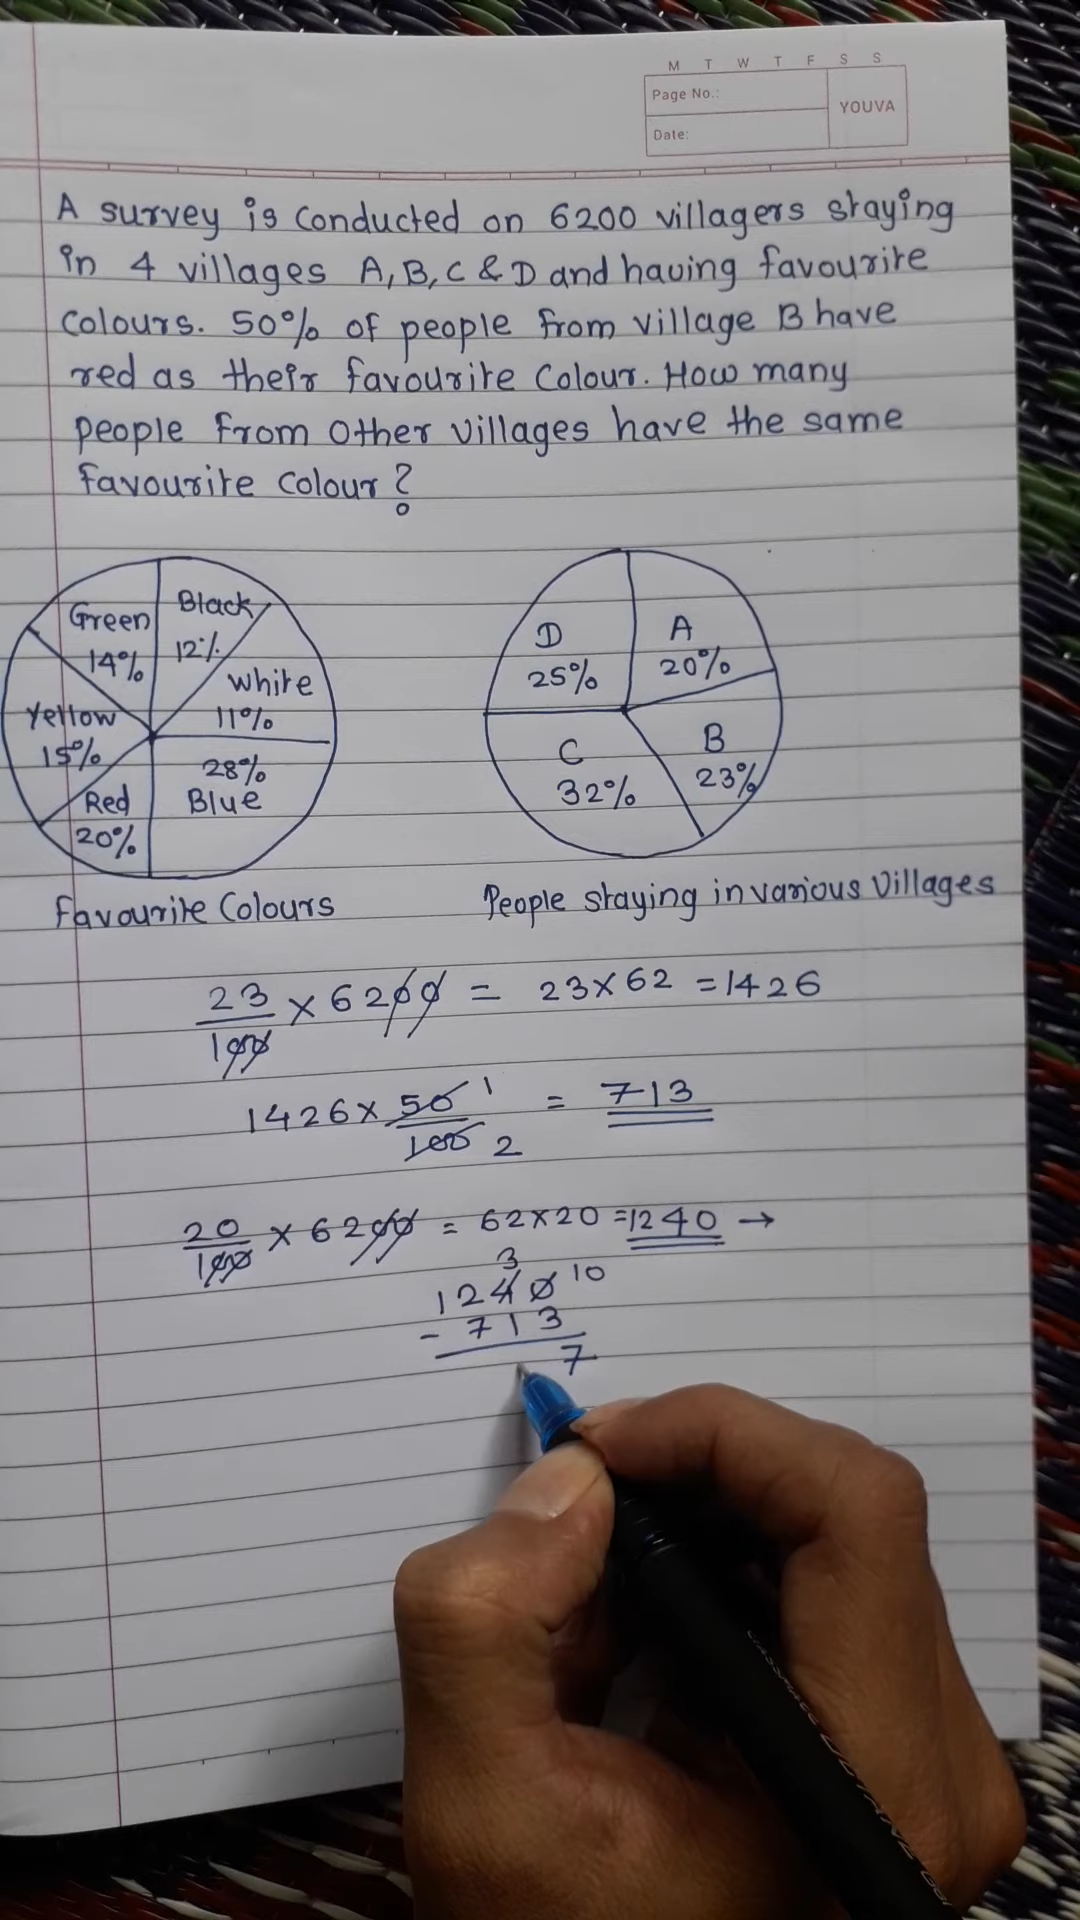 M T W T F S S
Page No.:
YOUVA
Date:
A survey is conducted on 6200 villagers staying
in 4 villages A, B, C & D and having favourite
colours. 50% of people from village B have
red as their favourite colour. How many
people from other villages have the same
favourite colour?
Green
14%
Black
12%
White
11%
Yellow
15%
28%
Blue
Red
20%
D
25%
A
20%
C
32%
B
23%
Favourite Colours
People staying in various villages
23/100 × 6200 = 23×62 = 1426
1426 × 50/100 1 2 = 713
20/100 × 6200 = 62×20 = 1240 →
3
1240 10
- 713
7